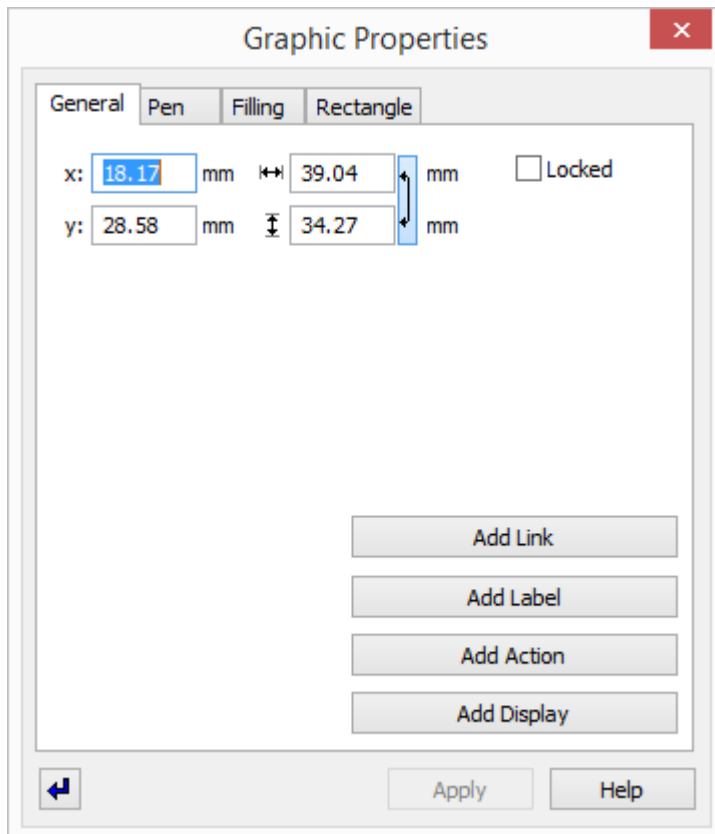 Graphic Properties
General Pen Filling Rectangle
x: 18.17 mm 39.04 mm Locked
y: 28.58 mm 34.27 mm
Add Link
Add Label
Add Action
Add Display
Apply Help